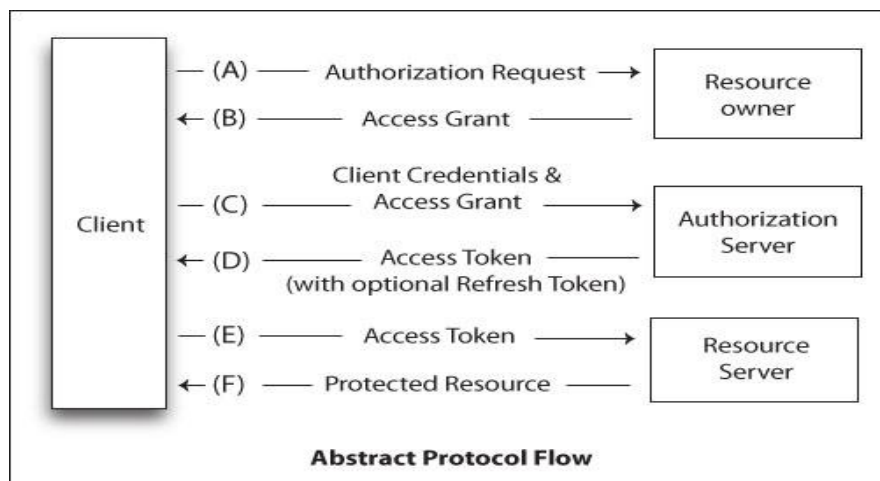 (A) Authorization Request
Resource
owner
(B) Access Grant
Client Credentials &
(C) Access Grant
Client
Authorization
Server
(D) Access Token
(with optional Refresh Token)
(E) Access Token
Resource
Server
(F) Protected Resource
Abstract Protocol Flow